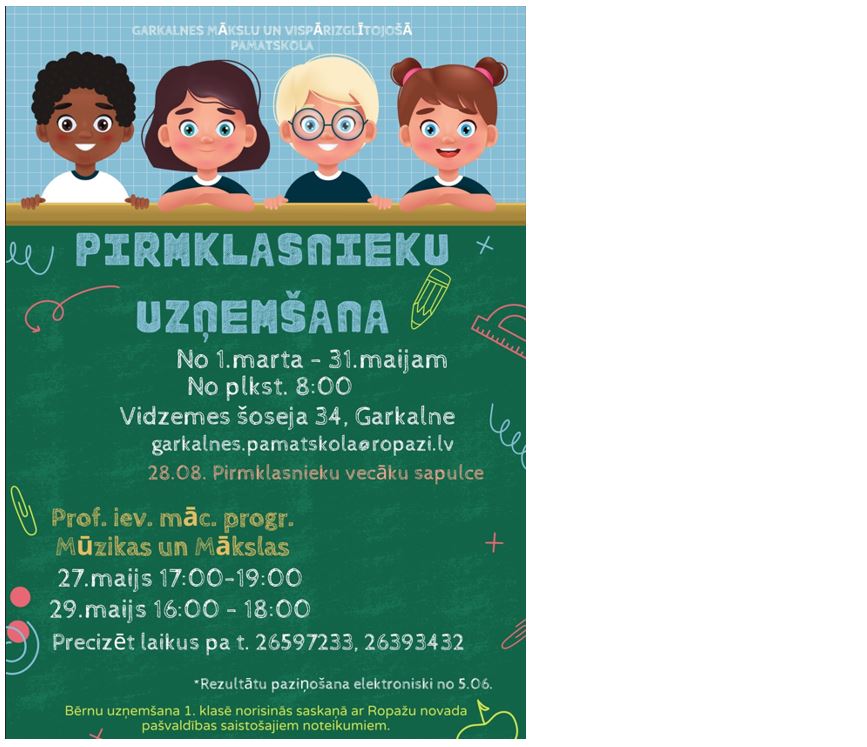 GARKALNES MĀKSLU UN VISPĀRIZGLĪTOJOŠĀ
PAMATSKOLA
PIRMKLASNIEKU
UZŅEMŠANA
No 1.marta - 31.maijam
No plkst. 8:00
Vidzemes šoseja 34, Garkalne
garkalnes.pamatskola@ropazi.lv
28.08. Pirmklasnieku vecāku sapulce
Prof. iev. māc. progr.
Mūzikas un Mākslas
27.maijs 17:00-19:00
29.maijs 16:00 - 18:00
Precizēt laikus pa t. 26597233, 26393432
*Rezultātu paziņošana elektroniski no 5.06.
Bērnu uzņemšana 1. klasē norisinās saskaņā ar Ropažu novada
pašvaldības saistošajiem noteikumiem.